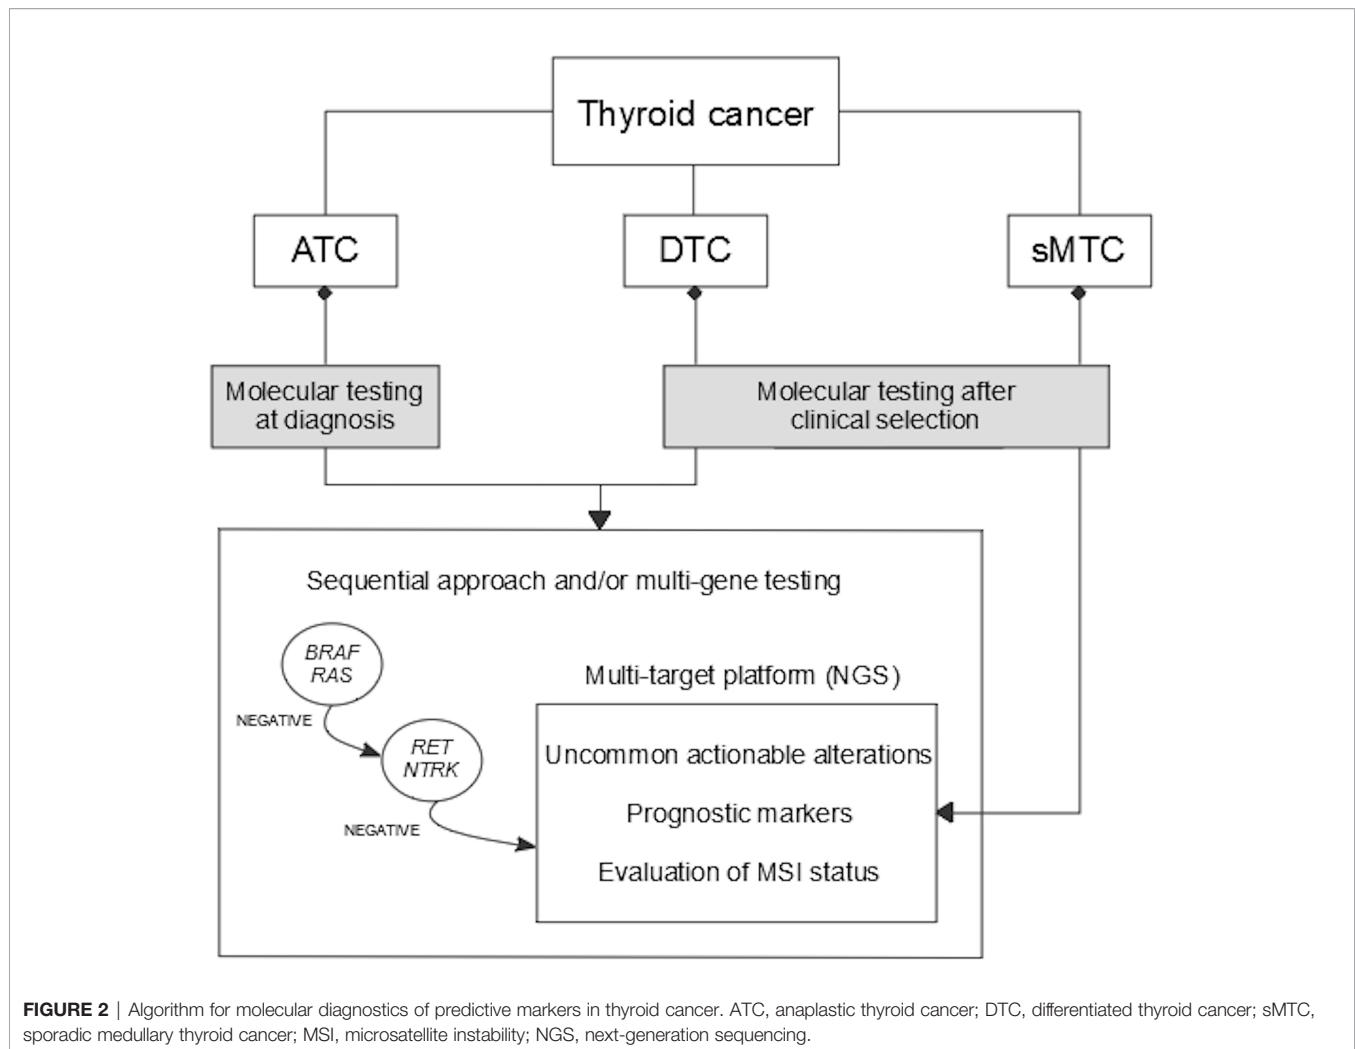 Thyroid cancer
ATC
DTC
sMTC
Molecular testing
at diagnosis
Molecular testing after
clinical selection
Sequential approach and/or multi-gene testing
BRAF
RAS
NEGATIVE
RET
NTRK
NEGATIVE
Multi-target platform (NGS)
Uncommon actionable alterations
Prognostic markers
Evaluation of MSI status
FIGURE 2 | Algorithm for molecular diagnostics of predictive markers in thyroid cancer. ATC, anaplastic thyroid cancer; DTC, differentiated thyroid cancer; sMTC,
sporadic medullary thyroid cancer; MSI, microsatellite instability; NGS, next-generation sequencing.